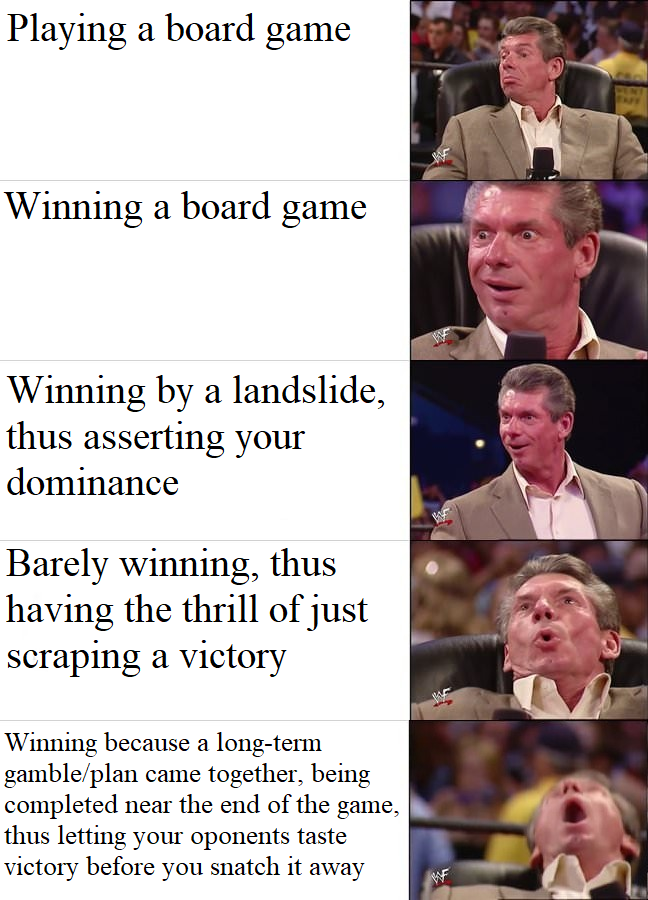 Playing a board game
Winning a board game
Winning by a landslide,
thus asserting your
dominance
Barely winning, thus
having the thrill of just
scraping a victory
Winning because a long-term
gamble/plan came together, being
completed near the end of the game,
thus letting your oponents taste
victory before you snatch it away